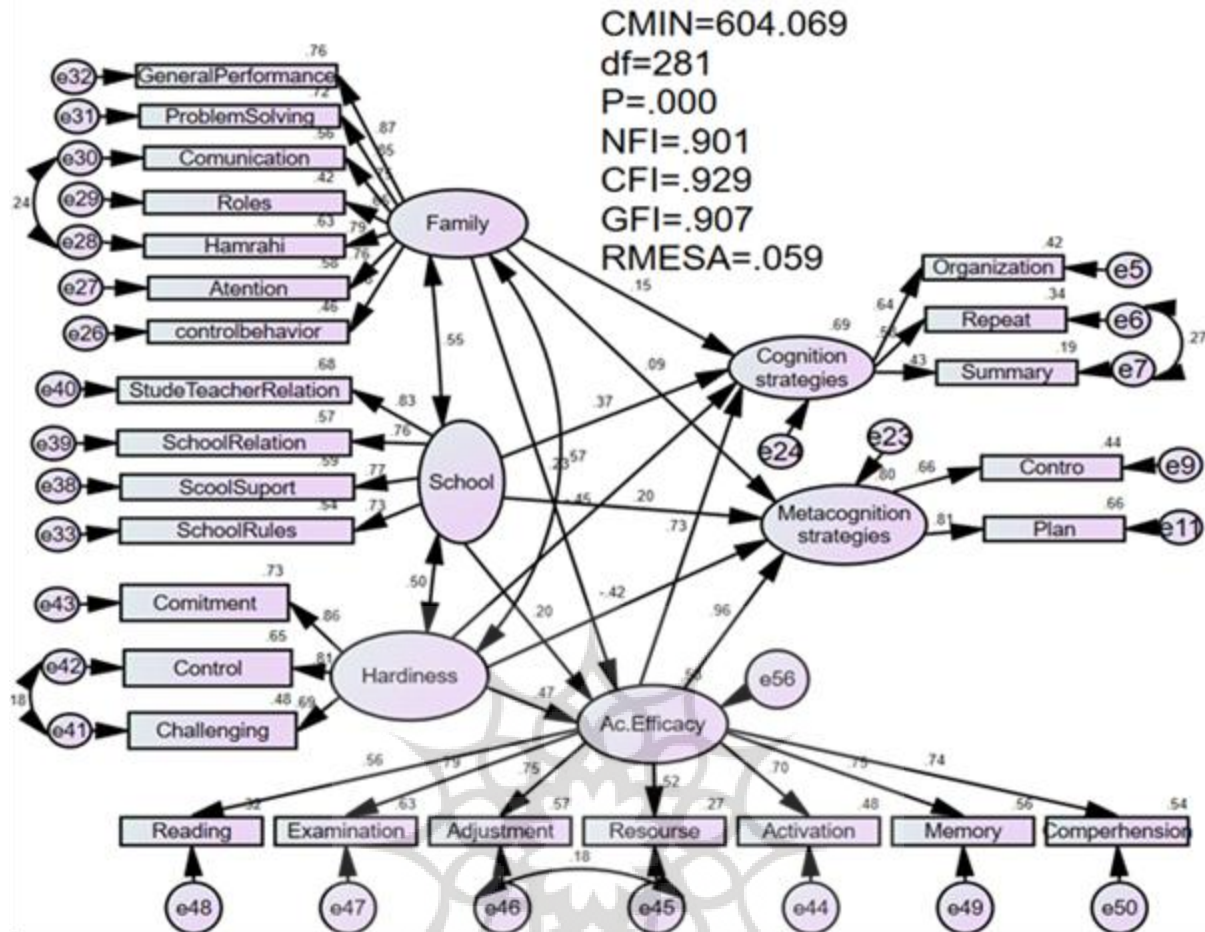 CMIN=604.069
df=281
P=.000
NFI=.901
CFI=.929
GFI=.907
RMESA=.059
.76
e32 GeneralPerformance
.72
e31 ProblemSolving
.87
.56
e30 Comunication
.85
.42
e29 Roles
24
.63
.79
e28 Hamrahi
.76
.58
e27 Atention
.46
e26 controlbehavior
Family
.15
.42
Organization e5
.64
.34
Repeat e6
27
.69
.19
.43
Summary e7
Cognition
strategies
.09
e24
.55
.68
e40 StudeTeacherRelation
.83
.57
e39 SchoolRelation
.76
.59
e38 ScoolSuport
.77
.54
e33 SchoolRules
.73
School
.37
.23
.57
-.45
.20
.73
e23
.80
.66
.44
Contro e9
Metacognition
strategies
.81
.66
Plan e11
.50
.73
e43 Comitment
.86
.65
e42 Control
.81
18
.48
.69
e41 Challenging
Hardiness
.20
-.42
.96
.47
e56
Ac.Efficacy
.56
.79
.75
.52
.70
.75
.74
.32
.63
.57
.27
.48
.56
.54
Reading Examination Adjustment Resourse Activation Memory Comperhension
.18
e48 e47 e46 e45 e44 e49 e50